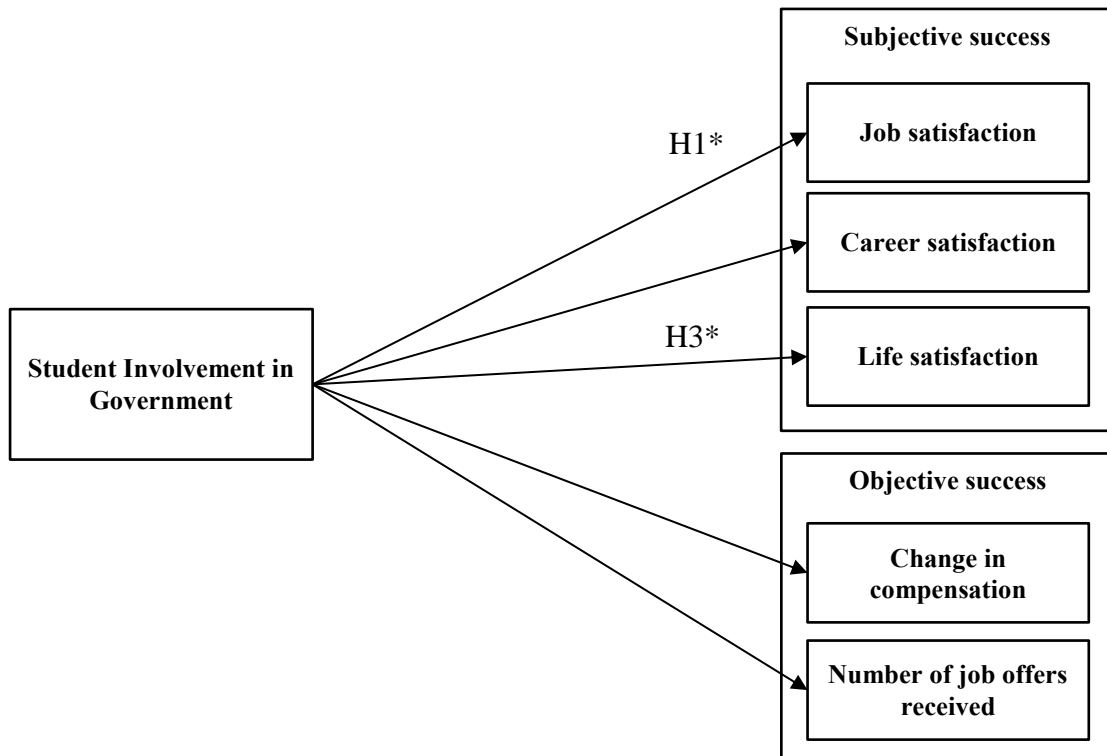 Subjective success
Job satisfaction
H1*
Career satisfaction
H3*
Life satisfaction
Student Involvement in
Government
Objective success
Change in
compensation
Number of job offers
received